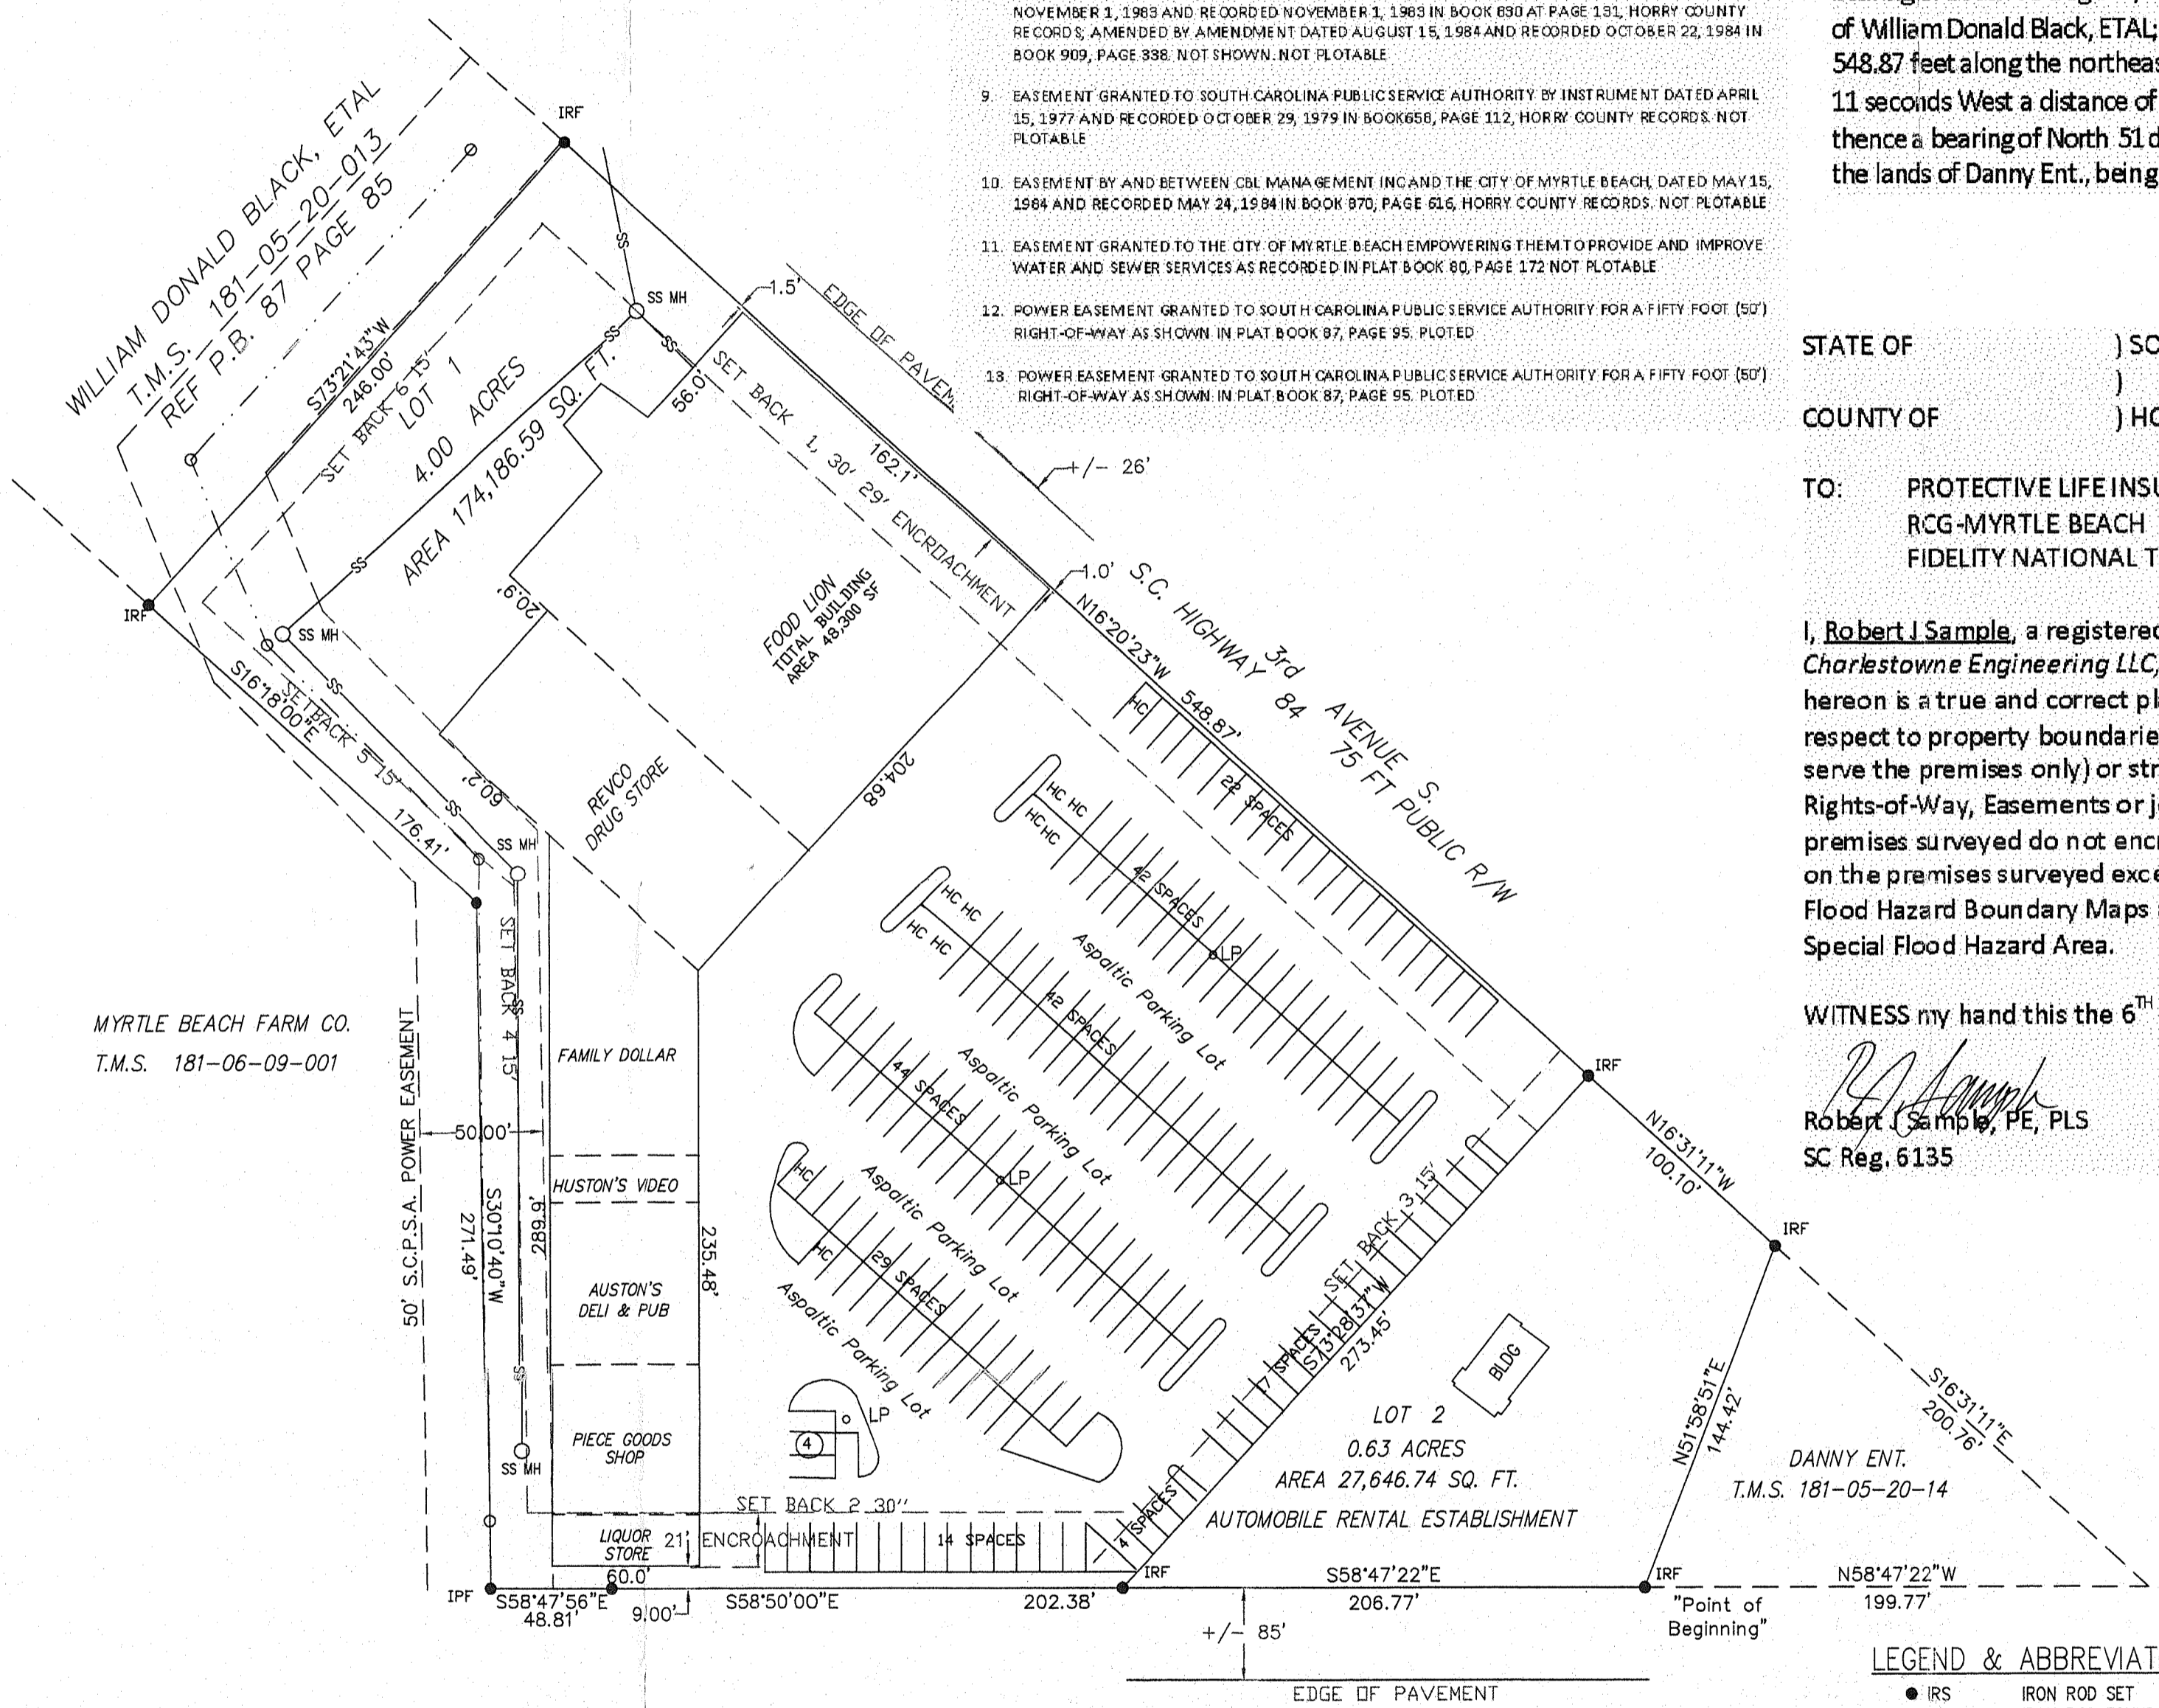 NOVEMBER 1, 1983 AND RECORDED NOVEMBER 1, 1983 IN BOOK 830 AT PAGE 131, HORRY COUNTY
RECORDS; AMENDED BY AMENDMENT DATED AUGUST 15, 1984 AND RECORDED OCTOBER 22, 1984 IN
BOOK 909, PAGE 338. NOT SHOWN. NOT PLOTABLE
9. EASEMENT GRANTED TO SOUTH CAROLINA PUBLIC SERVICE AUTHORITY BY INSTRUMENT DATED APRIL
15, 1977 AND RECORDED OCTOBER 29, 1979 IN BOOK658, PAGE 112, HORRY COUNTY RECORDS. NOT
PLOTABLE
10. EASEMENT BY AND BETWEEN CBL MANAGEMENT INC AND THE CITY OF MYRTLE BEACH, DATED MAY 15,
1984 AND RECORDED MAY 24, 1984 IN BOOK 870, PAGE 616, HORRY COUNTY RECORDS. NOT PLOTABLE
11. EASEMENT GRANTED TO THE CITY OF MYRTLE BEACH EMPOWERING THEM TO PROVIDE AND IMPROVE
WATER AND SEWER SERVICES AS RECORDED IN PLAT BOOK 80, PAGE 172 NOT PLOTABLE
12. POWER EASEMENT GRANTED TO SOUTH CAROLINA PUBLIC SERVICE AUTHORITY FOR A FIFTY FOOT (50')
RIGHT-OF-WAY AS SHOWN IN PLAT BOOK 87, PAGE 95. PLOTED
13. POWER EASEMENT GRANTED TO SOUTH CAROLINA PUBLIC SERVICE AUTHORITY FOR A FIFTY FOOT (50')
RIGHT-OF-WAY AS SHOWN IN PLAT BOOK 87, PAGE 95. PLOTED
of William Donald Black, ETAL;
548.87 feet along the northeas
11 seconds West a distance of
thence a bearing of North 51 d
the lands of Danny Ent., being
STATE OF ) SC
)
COUNTY OF ) HO
TO: PROTECTIVE LIFE INSU
RCG-MYRTLE BEACH
FIDELITY NATIONAL T
I, Robert J Sample, a registered
Charlestowne Engineering LLC,
hereon is a true and correct pl
respect to property boundarie
serve the premises only) or str
Rights-of-Way, Easements or j
premises surveyed do not encr
on the premises surveyed exce
Flood Hazard Boundary Maps
Special Flood Hazard Area.
WITNESS my hand this the 6TH
Robert J Sample, PE, PLS
SC Reg. 6135
WILLIAM DONALD BLACK, ETAL
T.M.S. 181-05-20-013
REF P.B. 87 PAGE 85
IRF
S73°21'43"W
246.00'
SET BACK 6 15'
LOT 1
4.00 ACRES
AREA 174,186.59 SQ. FT.
SS
SS MH
SS
SS
SS
1.5'
EDGE OF PAVEM
56.0'
SET BACK 1, 30' 29' ENCROACHMENT
162.1'
+/- 26'
1.0'
S.C. HIGHWAY 84
3rd AVENUE S.
75 FT PUBLIC R/W
N16°20'23"W
548.87'
FOOD LION
TOTAL BUILDING
AREA 48,300 SF
20.9'
IRF
SS MH
SS
SS
S16°18'00"E
176.41'
SETBACK 5 15'
60.2'
SS MH
REVCO
DRUG STORE
204.68
HC
22 SPACES
HC HC
HC HC
42 SPACES
LP
Aspaltic Parking Lot
HC HC
HC HC
42 SPACES
Aspaltic Parking Lot
44 SPACES
LP
Aspaltic Parking Lot
HC
HC
29 SPACES
Aspaltic Parking Lot
LP
4
MYRTLE BEACH FARM CO.
T.M.S. 181-06-09-001
50' S.C.P.S.A. POWER EASEMENT
50.00'
SET BACK 4 15'
SS
SS
S30°10'40"W
271.49'
289.9'
235.48'
FAMILY DOLLAR
HUSTON'S VIDEO
AUSTON'S
DELI & PUB
PIECE GOODS
SHOP
SS MH
LIQUOR
STORE
21' ENCROACHMENT
SET BACK 2 30''
14 SPACES
4 SPACES
17 SPACES
SET BACK 3 15'
S73°28'37"W
273.45'
IRF
N16°31'11"W
100.10'
IRF
BLDG
LOT 2
0.63 ACRES
AREA 27,646.74 SQ. FT.
AUTOMOBILE RENTAL ESTABLISHMENT
N51°58'51"E
144.42'
S16°31'11"E
200.76'
DANNY ENT.
T.M.S. 181-05-20-14
IPF
S58°47'56"E
48.81'
60.0'
9.00'
S58°50'00"E
202.38'
IRF
S58°47'22"E
206.77'
IRF
"Point of
Beginning"
N58°47'22"W
199.77'
+/- 85'
EDGE OF PAVEMENT
LEGEND & ABBREVIAT
IRS IRON ROD SET